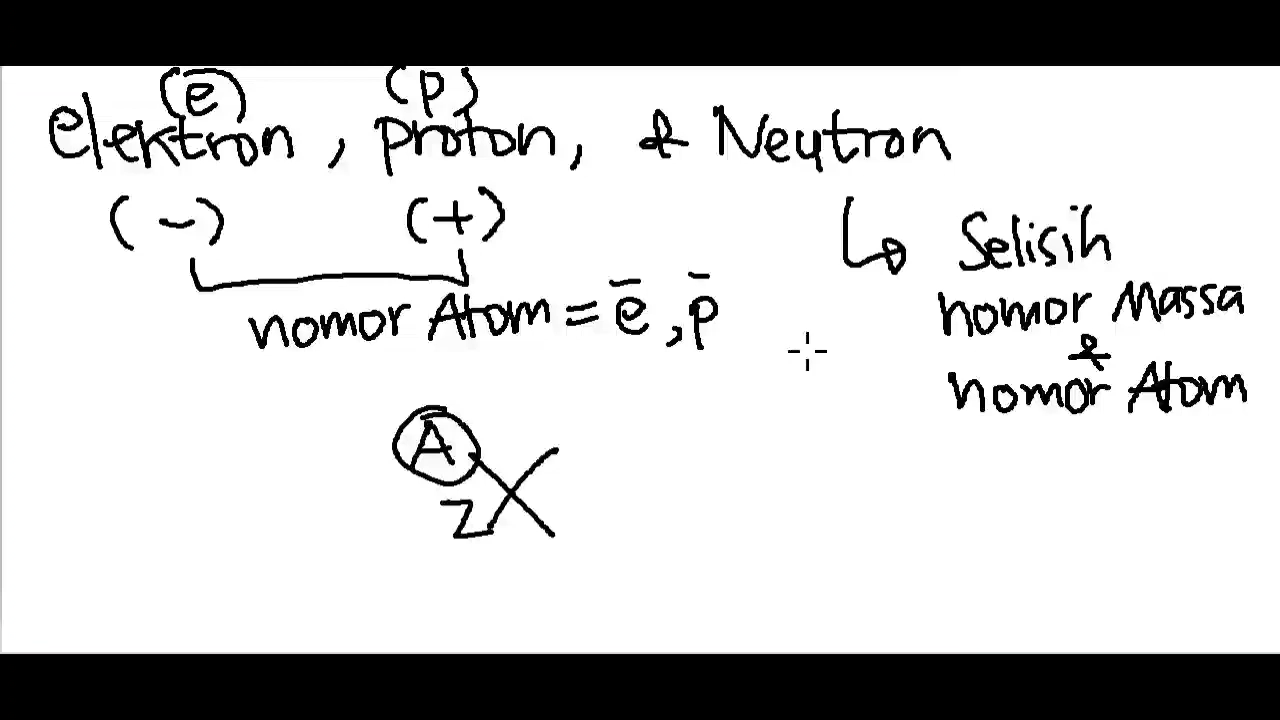 (e̅) (p)
elektron, proton, & Neutron
(-) (+)
Selisih
nomor Massa
&
nomor Atom
nomor Atom = e̅, p̅
A
Z X